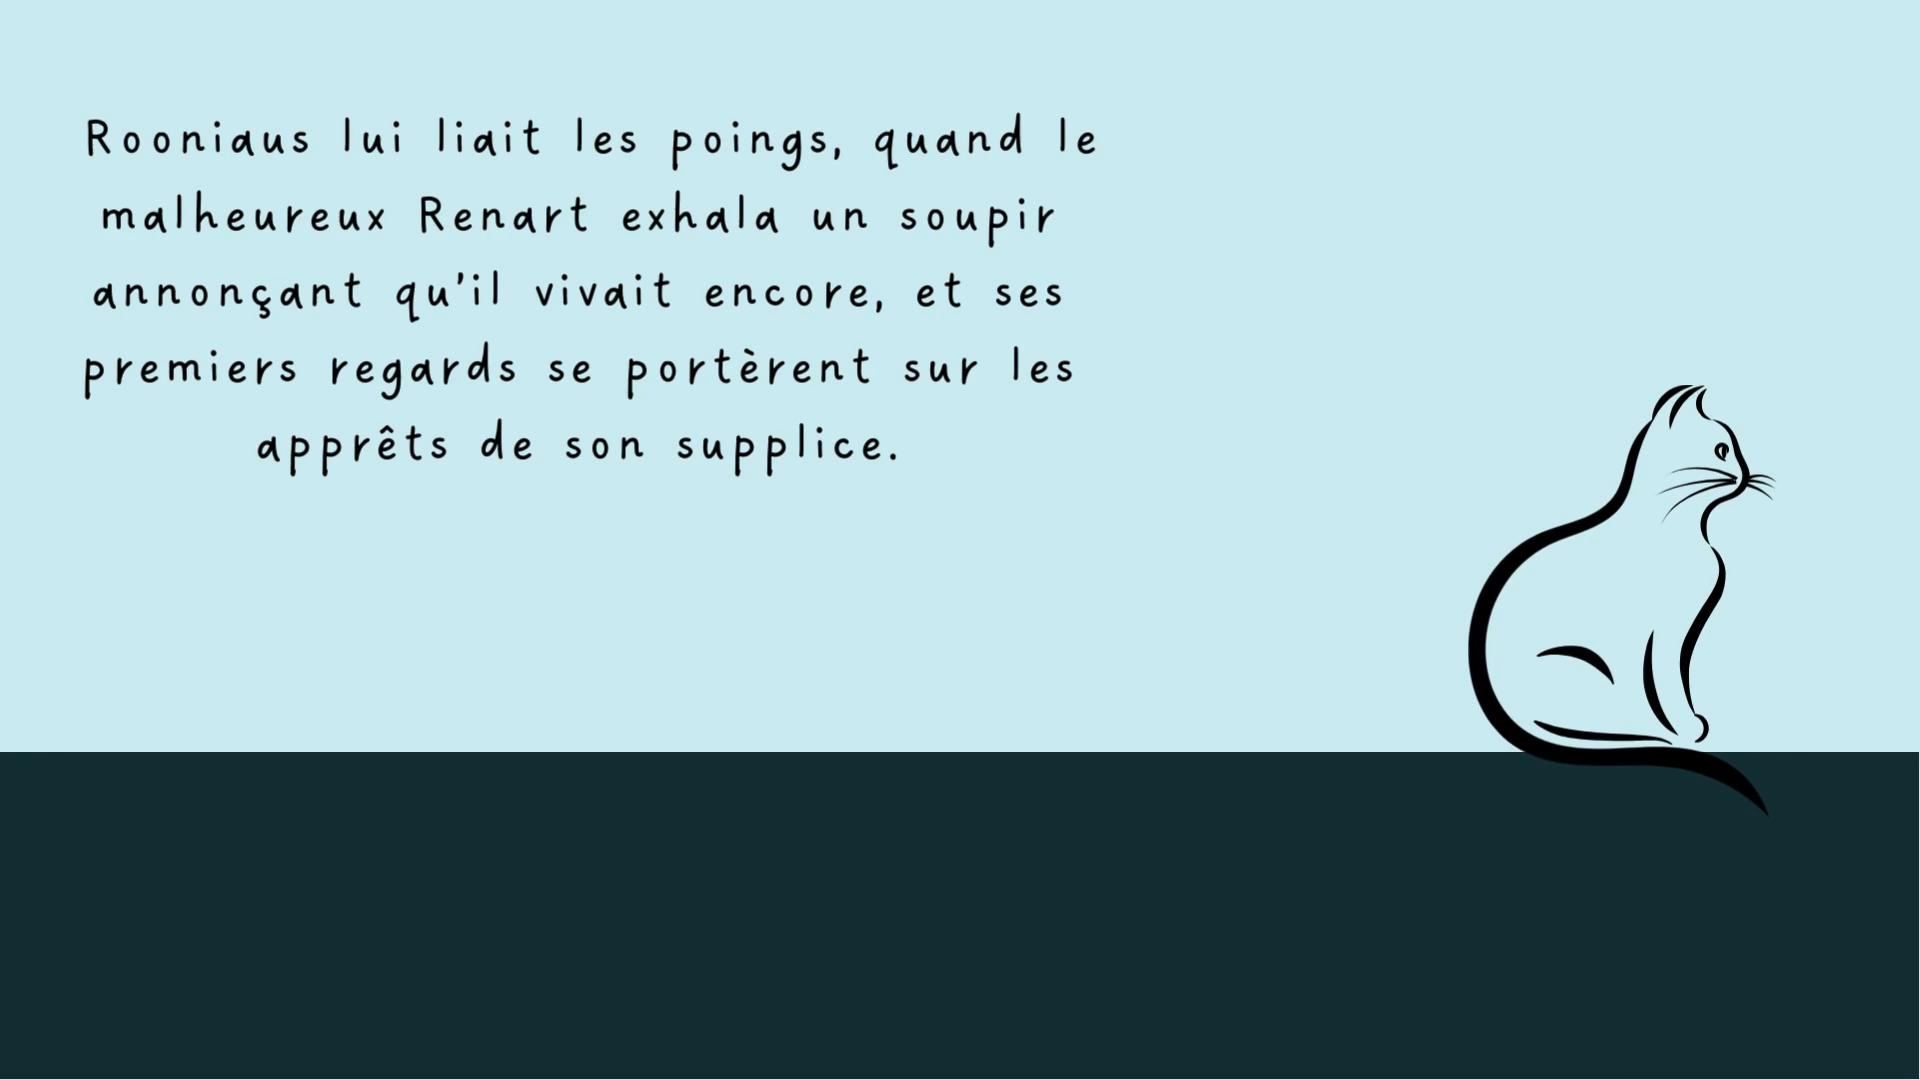 Rooniaus lui liait les poings, quand le
malheureux Renart exhala un soupir
annonçant qu'il vivait encore, et ses
premiers regards se portèrent sur les
apprêts de son supplice.